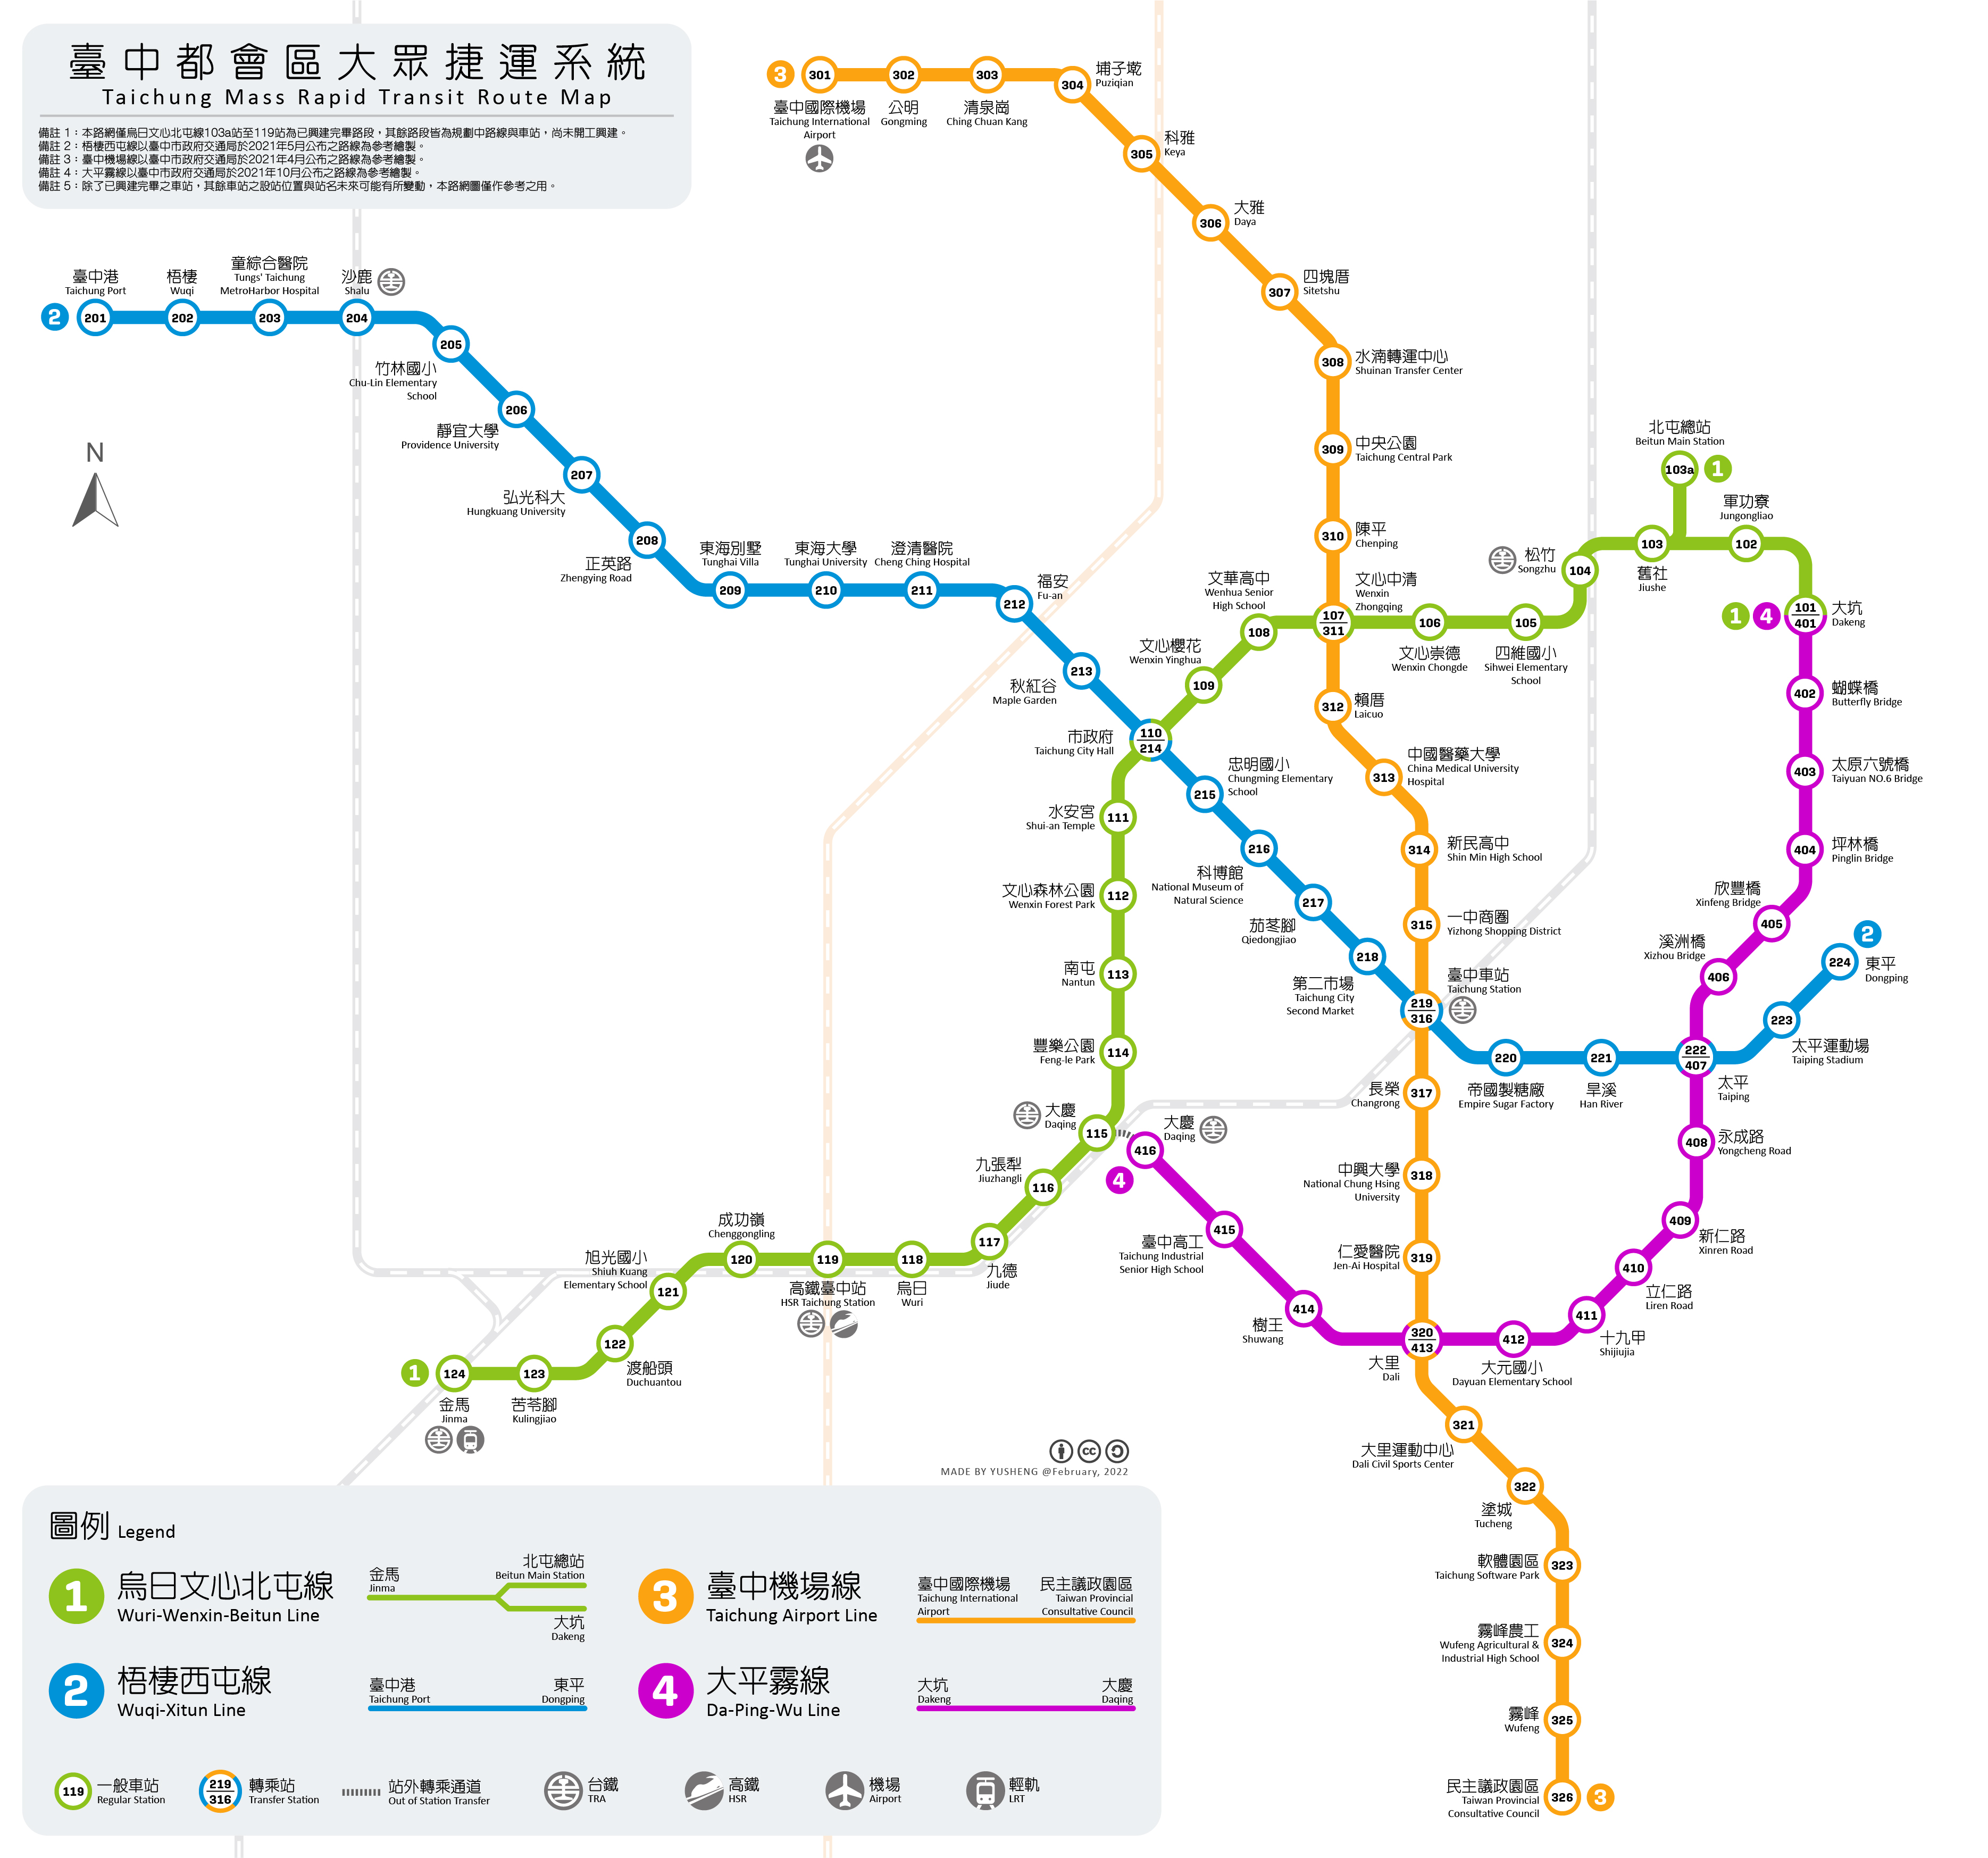 臺中都會區大眾捷運系統
Taichung Mass Rapid Transit Route Map
備註 1：本路網僅烏日文心北屯線103a站至119站為已興建完畢路段，其餘路段皆為規劃中路線與車站，尚未開工興建。
備註 2：梧棲西屯線以臺中市政府交通局於2021年5月公布之路線為參考繪製。
備註 3：臺中機場線以臺中市政府交通局於2021年4月公布之路線為參考繪製。
備註 4：大平霧線以臺中市政府交通局於2021年10月公布之路線為參考繪製。
備註 5：除了已興建完畢之車站，其餘車站之設站位置與站名未來可能有所變動，本路網圖僅作參考之用。
3
301
臺中國際機場
Taichung International
Airport
302
公明
Gongming
303
清泉崗
Ching Chuan Kang
304
埔子墘
Puziqian
305
科雅
Keya
306
大雅
Daya
307
四塊厝
Sitetshu
308
水湳轉運中心
Shuinan Transfer Center
309
中央公園
Taichung Central Park
310
陳平
Chenping
107
311
文心中清
Wenxin
Zhongqing
312
賴厝
Laicuo
313
中國醫藥大學
China Medical University
Hospital
314
新民高中
Shin Min High School
315
一中商圈
Yizhong Shopping District
219
316
臺中車站
Taichung Station
317
長榮
Changrong
318
中興大學
National Chung Hsing
University
319
仁愛醫院
Jen-Ai Hospital
320
413
大里
Dali
321
大里運動中心
Dali Civil Sports Center
322
塗城
Tucheng
323
軟體園區
Taichung Software Park
324
霧峰農工
Wufeng Agricultural &
Industrial High School
325
霧峰
Wufeng
326
民主議政園區
Taiwan Provincial
Consultative Council
3
2
201
臺中港
Taichung Port
202
梧棲
Wuqi
203
童綜合醫院
Tungs' Taichung
MetroHarbor Hospital
204
沙鹿
Shalu
205
竹林國小
Chu-Lin Elementary
School
206
靜宜大學
Providence University
207
弘光科大
Hungkuang University
208
正英路
Zhengying Road
209
東海別墅
Tunghai Villa
210
東海大學
Tunghai University
211
澄清醫院
Cheng Ching Hospital
212
福安
Fu-an
213
秋紅谷
Maple Garden
110
214
市政府
Taichung City Hall
215
忠明國小
Chungming Elementary
School
216
科博館
National Museum of
Natural Science
217
茄苳腳
Qiedongjiao
218
第二市場
Taichung City
Second Market
220
帝國製糖廠
Empire Sugar Factory
221
旱溪
Han River
222
407
太平
Taiping
223
太平運動場
Taiping Stadium
224
東平
Dongping
2
北屯總站
Beitun Main Station
103a
1
軍功寮
Jungongliao
102
103
舊社
Jiushe
104
松竹
Songzhu
105
四維國小
Sihwei Elementary
School
106
文心崇德
Wenxin Chongde
108
文華高中
Wenhua Senior
High School
109
文心櫻花
Wenxin Yinghua
111
水安宮
Shui-an Temple
112
文心森林公園
Wenxin Forest Park
113
南屯
Nantun
114
豐樂公園
Feng-le Park
115
大慶
Daqing
116
九張犁
Jiuzhangli
117
九德
Jiude
118
烏日
Wuri
119
高鐵臺中站
HSR Taichung Station
120
成功嶺
Chenggongling
121
旭光國小
Shiuh Kuang
Elementary School
122
渡船頭
Duchuantou
123
苦苓腳
Kulingjiao
124
金馬
Jinma
1
1
4
101
401
大坑
Dakeng
402
蝴蝶橋
Butterfly Bridge
403
太原六號橋
Taiyuan NO.6 Bridge
404
坪林橋
Pinglin Bridge
405
欣豐橋
Xinfeng Bridge
406
溪洲橋
Xizhou Bridge
408
永成路
Yongcheng Road
409
新仁路
Xinren Road
410
立仁路
Liren Road
411
十九甲
Shijiujia
412
大元國小
Dayuan Elementary School
414
樹王
Shuwang
415
臺中高工
Taichung Industrial
Senior High School
416
大慶
Daqing
4
N
cc
MADE BY YUSHENG @February, 2022
圖例 Legend
1
烏日文心北屯線
Wuri-Wenxin-Beitun Line
金馬
Jinma
北屯總站
Beitun Main Station
大坑
Dakeng
2
梧棲西屯線
Wuqi-Xitun Line
臺中港
Taichung Port
東平
Dongping
3
臺中機場線
Taichung Airport Line
臺中國際機場
Taichung International
Airport
民主議政園區
Taiwan Provincial
Consultative Council
4
大平霧線
Da-Ping-Wu Line
大坑
Dakeng
大慶
Daqing
119
一般車站
Regular Station
219
316
轉乘站
Transfer Station
站外轉乘通道
Out of Station Transfer
台鐵
TRA
高鐵
HSR
機場
Airport
輕軌
LRT